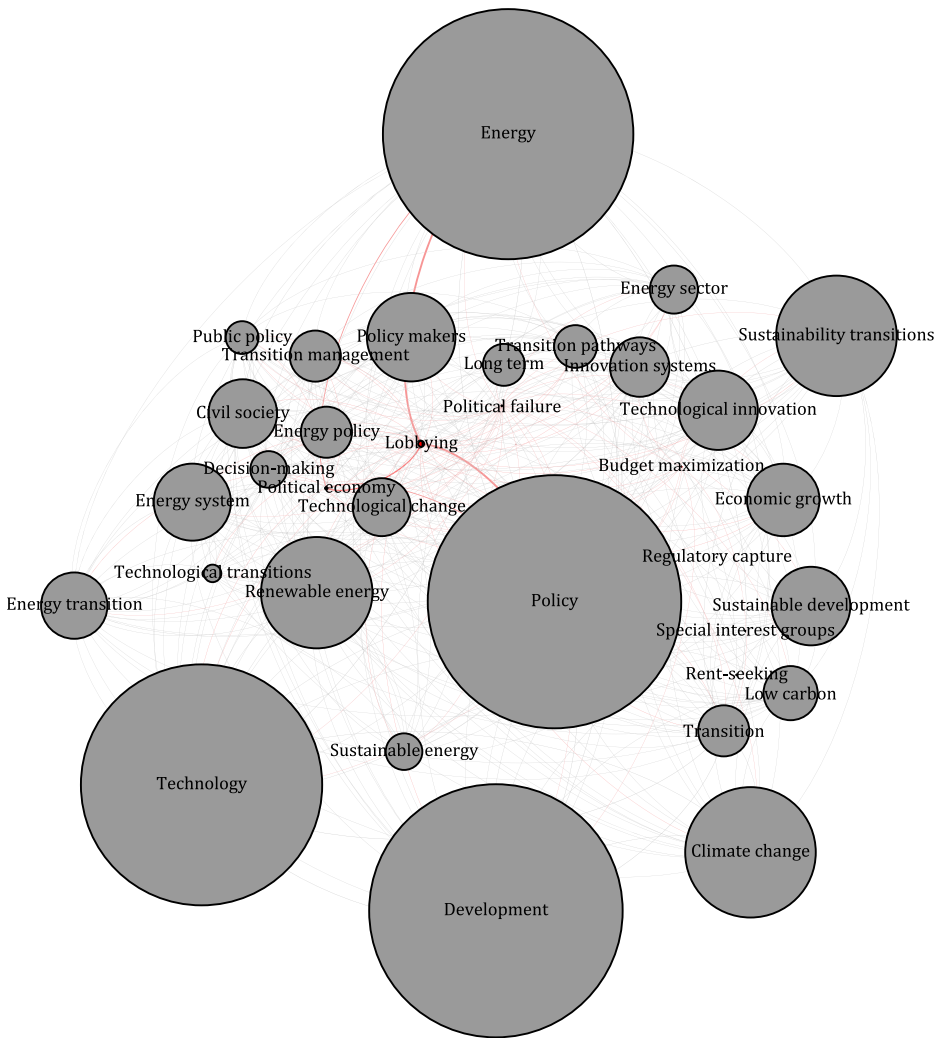 Energy
Energy sector
Sustainability transitions
Public policy
Policy makers
Transition management
Transition pathways
Long term
Innovation systems
Political failure
Technological innovation
Civil society
Energy policy
Lobbying
Decision-making
Budget maximization
Political economy
Energy system
Technological change
Economic growth
Regulatory capture
Technological transitions
Renewable energy
Policy
Energy transition
Sustainable development
Special interest groups
Rent-seeking
Low carbon
Transition
Sustainable energy
Technology
Climate change
Development